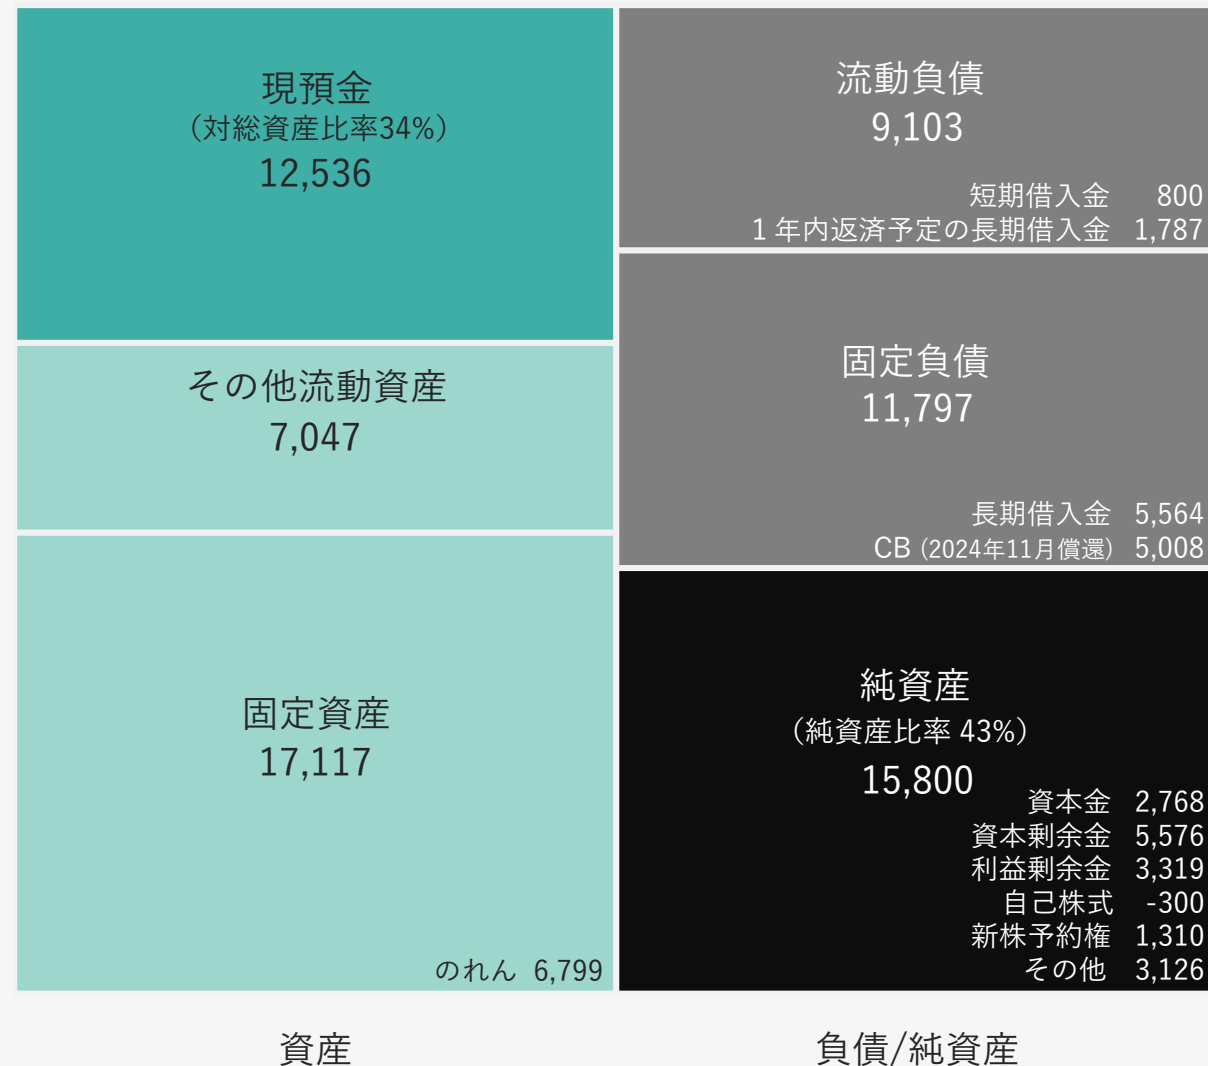 現預金
（対総資産比率34%）
12,536
その他流動資産
7,047
固定資産
17,117
のれん 6,799
資産
流動負債
9,103
短期借入金 800
1年内返済予定の長期借入金 1,787
固定負債
11,797
長期借入金 5,564
CB（2024年11月償還） 5,008
純資産
（純資産比率 43%）
15,800
資本金 2,768
資本剰余金 5,576
利益剰余金 3,319
自己株式 -300
新株予約権 1,310
その他 3,126
負債/純資産